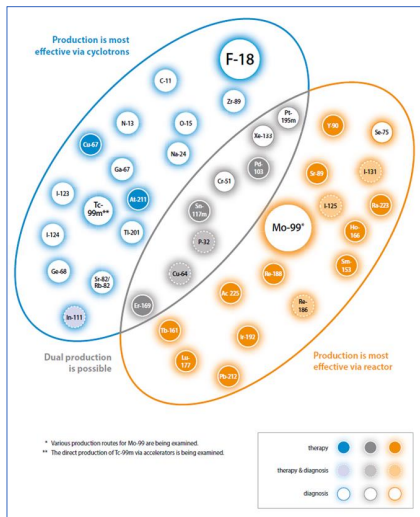 Production is most
effective via cyclotrons
F-18
C-11
Zr-89
Pt-
195m
N-13
O-15
Xe-133
Y-90
Se-75
Cu-67
Na-24
Pd-
103
Ga-67
Cr-51
Sr-89
I-131
I-123
At-211
Tc-
99m**
Sn-
117m
I-125
Ra-223
Mo-99*
I-124
Tl-201
P-32
Ho-
166
Sm-
153
Ge-68
Sr-82/
Rb-82
Cu-64
Re-188
Ac 225
Re-
186
In-111
Er-169
Tb-161
Ir-192
Dual production
is possible
Lu-
177
Pb-212
Production is most
effective via reactor
* Various production routes for Mo-99 are being examined.
** The direct production of Tc-99m via accelerators is being examined.
therapy
therapy & diagnosis
diagnosis